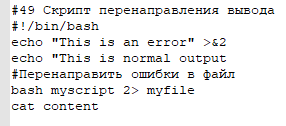 #49 Скрипт перенаправления вывода
#!/bin/bash
echo "This is an error" >&2
echo "This is normal output
#Перенаправить ошибки в файл
bash myscript 2> myfile
cat content